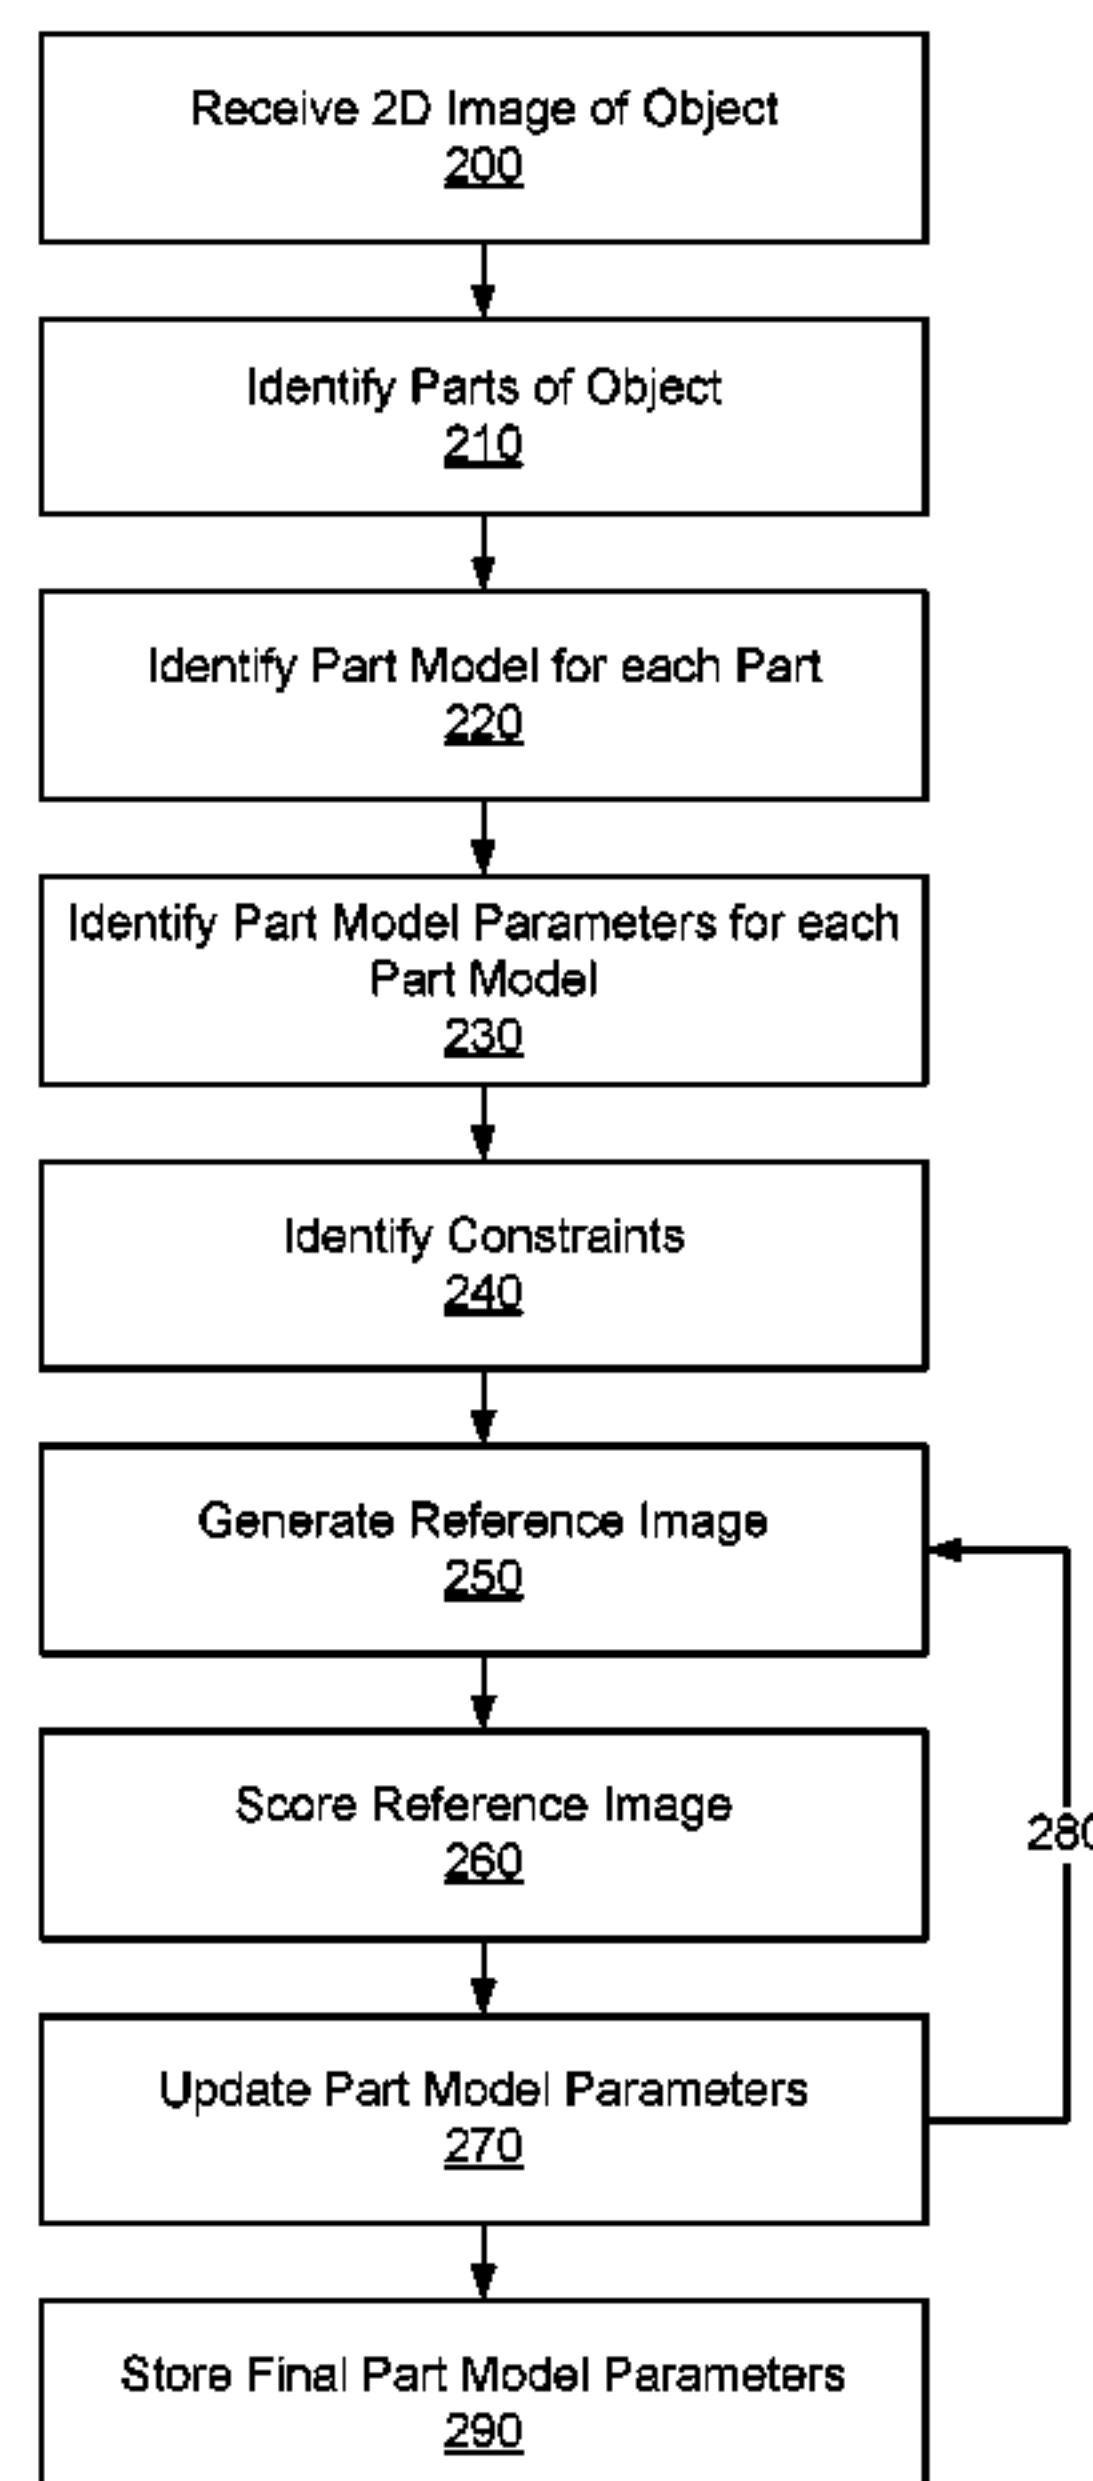 Receive 2D Image of Object
200
Identify Parts of Object
210
Identify Part Model for each Part
220
Identify Part Model Parameters for each
Part Model
230
Identify Constraints
240
Generate Reference Image
250
Score Reference Image
260
280
Update Part Model Parameters
270
Store Final Part Model Parameters
290